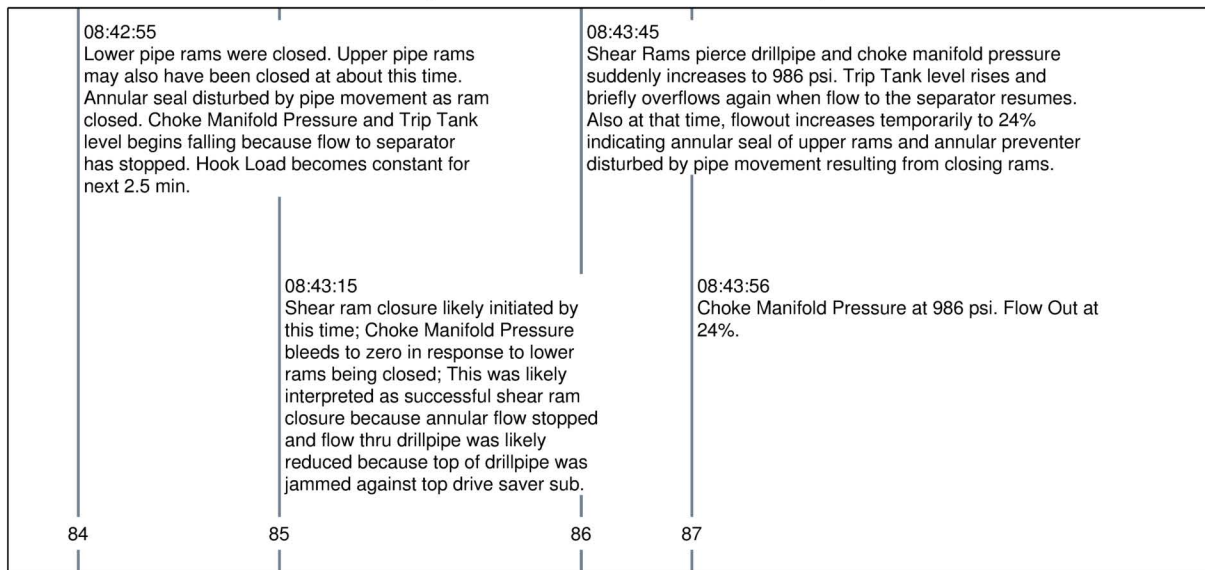 08:42:55
Lower pipe rams were closed. Upper pipe rams
may also have been closed at about this time.
Annular seal disturbed by pipe movement as ram
closed. Choke Manifold Pressure and Trip Tank
level begins falling because flow to separator
has stopped. Hook Load becomes constant for
next 2.5 min.
08:43:45
Shear Rams pierce drillpipe and choke manifold pressure
suddenly increases to 986 psi. Trip Tank level rises and
briefly overflows again when flow to the separator resumes.
Also at that time, flowout increases temporarily to 24%
indicating annular seal of upper rams and annular preventer
disturbed by pipe movement resulting from closing rams.
08:43:15
Shear ram closure likely initiated by
this time; Choke Manifold Pressure
bleeds to zero in response to lower
rams being closed; This was likely
interpreted as successful shear ram
closure because annular flow stopped
and flow thru drillpipe was likely
reduced because top of drillpipe was
jammed against top drive saver sub.
08:43:56
Choke Manifold Pressure at 986 psi. Flow Out at
24%.
84
85
86
87